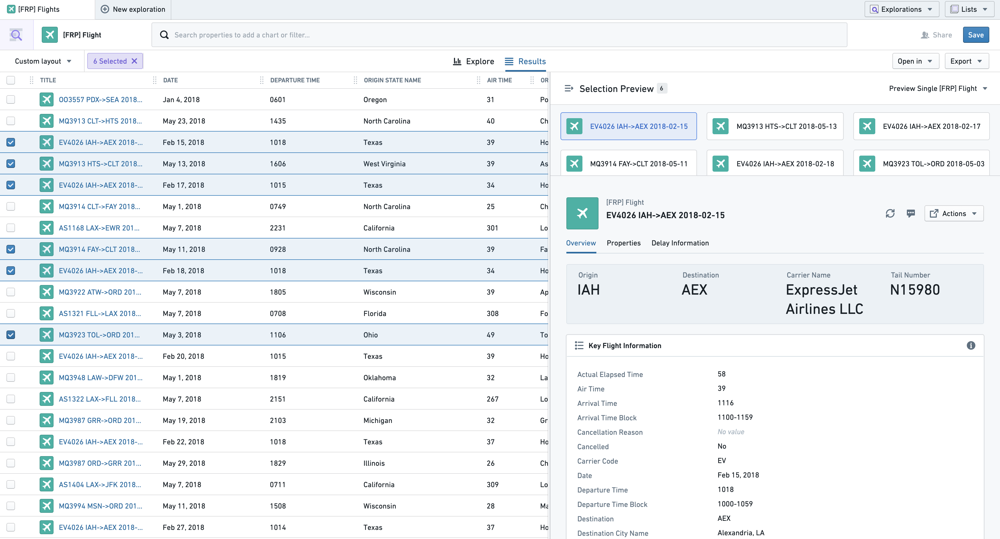 [FRP] Flights
New exploration
Explorations
Lists
[FRP] Flight
Search properties to add a chart or filter...
Share
Save
Custom layout
6 Selected
Explore
Results
Open in
Export
TITLE DATE DEPARTURE TIME ORIGIN STATE NAME AIR TIME OR
OO3557 PDX->SEA 2018... Jan 4, 2018 0601 Oregon 31 Po
MQ3913 CLT->HTS 2018... May 23, 2018 1435 North Carolina 40 Ch
EV4026 IAH->AEX 2018-... Feb 15, 2018 1018 Texas 39 Ho
MQ3913 HTS->CLT 2018... May 13, 2018 1606 West Virginia 39 As
EV4026 IAH->AEX 2018-... Feb 17, 2018 1015 Texas 34 Ho
MQ3914 CLT->FAY 2018... May 1, 2018 0749 North Carolina 25 Ch
AS1168 LAX->EWR 201... May 7, 2018 2231 California 301 Lo
MQ3914 FAY->CLT 2018... May 11, 2018 0928 North Carolina 39 Fa
EV4026 IAH->AEX 2018-... Feb 18, 2018 1018 Texas 34 Ho
MQ3922 ATW->ORD 201... May 7, 2018 1805 Wisconsin 39 Ap
AS1321 FLL->LAX 2018... May 7, 2018 0708 Florida 308 Fo
MQ3923 TOL->ORD 201... May 3, 2018 1106 Ohio 49 To
EV4026 IAH->AEX 2018-... Feb 20, 2018 1015 Texas 39 Ho
MQ3948 LAW->DFW 201... May 1, 2018 1819 Oklahoma 32 La
AS1322 LAX->FLL 2018... May 7, 2018 2151 California 267 Lo
MQ3987 GRR->ORD 201... May 19, 2018 2103 Michigan 32 Gr
EV4026 IAH->AEX 2018-... Feb 22, 2018 1018 Texas 37 Ho
MQ3987 ORD->GRR 201... May 29, 2018 1829 Illinois 26 Ch
AS1404 LAX->JFK 2018... May 7, 2018 0711 California 309 Lo
MQ3994 MSN->ORD 201... May 11, 2018 1508 Wisconsin 28 Ma
EV4026 IAH->AEX 2018-... Feb 27, 2018 1014 Texas 37 Ho
Selection Preview 6
Preview Single [FRP] Flight
EV4026 IAH->AEX 2018-02-15
MQ3913 HTS->CLT 2018-05-13
EV4026 IAH->AEX 2018-02-17
MQ3914 FAY->CLT 2018-05-11
EV4026 IAH->AEX 2018-02-18
MQ3923 TOL->ORD 2018-05-03
[FRP] Flight
EV4026 IAH->AEX 2018-02-15
Actions
Overview
Properties
Delay Information
Origin
IAH
Destination
AEX
Carrier Name
ExpressJet
Airlines LLC
Tail Number
N15980
Key Flight Information
Actual Elapsed Time 58
Air Time 39
Arrival Time 1116
Arrival Time Block 1100-1159
Cancellation Reason No value
Cancelled No
Carrier Code EV
Date Feb 15, 2018
Departure Time 1018
Departure Time Block 1000-1059
Destination AEX
Destination City Name Alexandria, LA